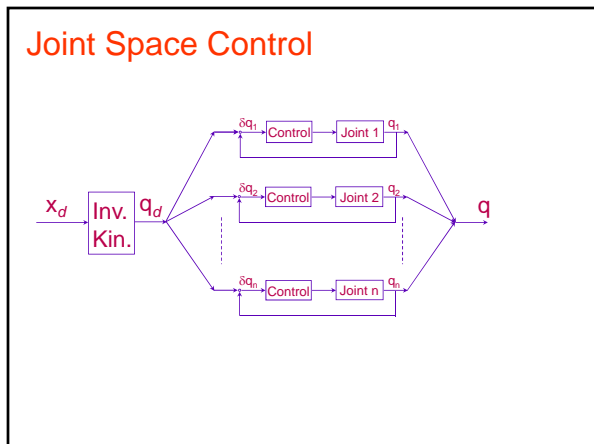 Joint Space Control
δq1 Control Joint 1 q1
xd Inv. Kin. qd
δq2 Control Joint 2 q2
q
δqn Control Joint n qn